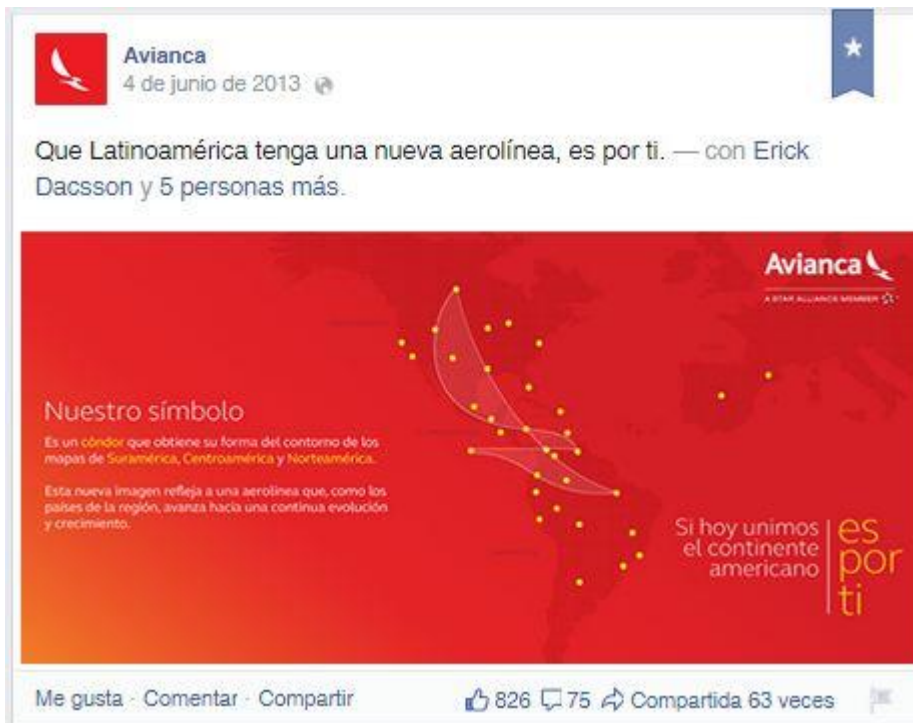 Avianca
4 de junio de 2013
Que Latinoamérica tenga una nueva aerolínea, es por ti. — con Erick
Dacsson y 5 personas más.
Avianca
A STAR ALLIANCE MEMBER
Nuestro símbolo
Es un cóndor que obtiene su forma del contorno de los
mapas de Suramérica, Centroamérica y Norteamérica.
Esta nueva imagen refleja a una aerolínea que, como los
países de la región, avanza hacia una continua evolución
y crecimiento.
Si hoy unimos
el continente
americano
es
por
ti
Me gusta · Comentar · Compartir 826 75 Compartida 63 veces